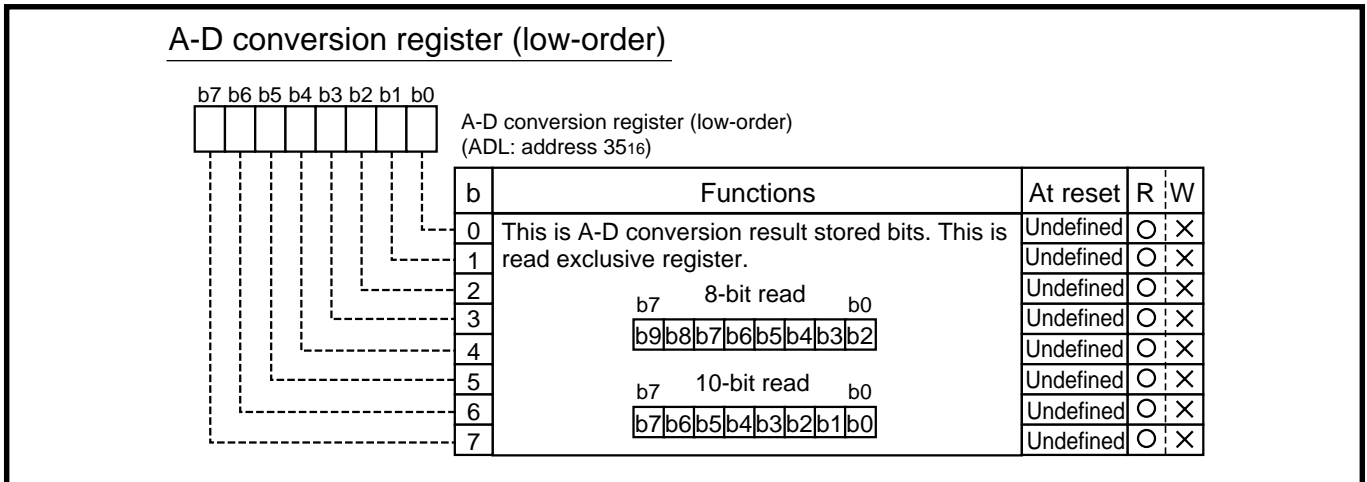 A-D conversion register (low-order)
b7 b6 b5 b4 b3 b2 b1 b0
A-D conversion register (low-order)
(ADL: address 3516)
b Functions At reset R W
0 This is A-D conversion result stored bits. This is Undefined ○ ×
1 read exclusive register. Undefined ○ ×
2 Undefined ○ ×
3 Undefined ○ ×
4 Undefined ○ ×
5 Undefined ○ ×
6 Undefined ○ ×
7 Undefined ○ ×
b7 8-bit read b0
b9 b8 b7 b6 b5 b4 b3 b2
b7 10-bit read b0
b7 b6 b5 b4 b3 b2 b1 b0